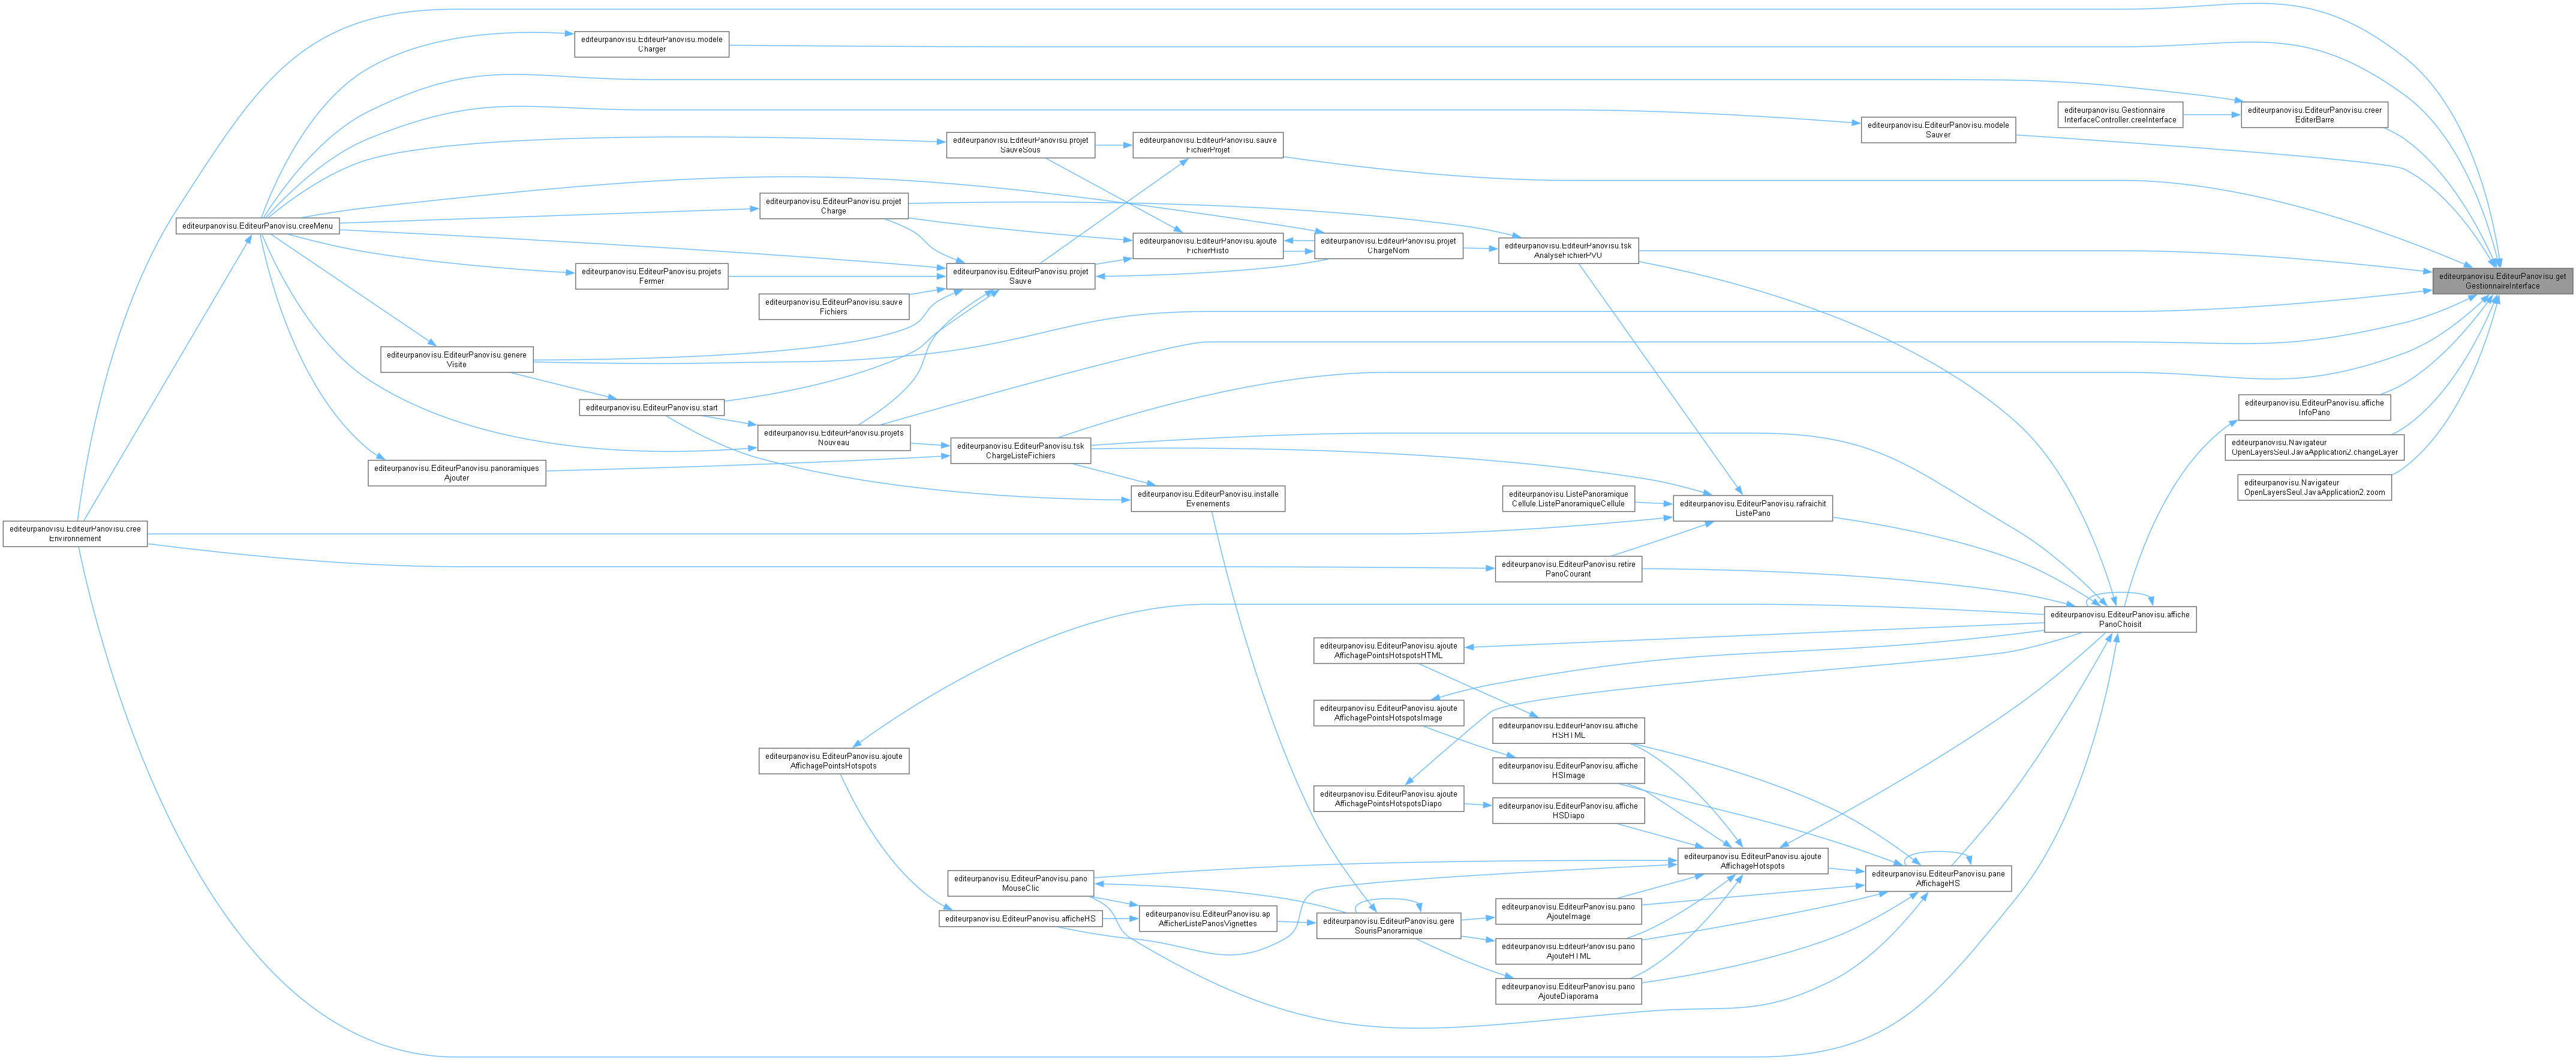 editeurpanovisu.EditeurPanovisu.modele
Charger
editeurpanovisu.Gestionnaire
InterfaceController.creeInterface
editeurpanovisu.EditeurPanovisu.creer
EditerBarre
editeurpanovisu.EditeurPanovisu.modele
Sauver
editeurpanovisu.EditeurPanovisu.projet
SauveSous
editeurpanovisu.EditeurPanovisu.sauve
FichierProjet
editeurpanovisu.EditeurPanovisu.projet
Charge
editeurpanovisu.EditeurPanovisu.creeMenu
editeurpanovisu.EditeurPanovisu.ajoute
FichierHisto
editeurpanovisu.EditeurPanovisu.projet
ChargeNom
editeurpanovisu.EditeurPanovisu.tsk
AnalyseFichierPVU
editeurpanovisu.EditeurPanovisu.projets
Fermer
editeurpanovisu.EditeurPanovisu.projet
Sauve
editeurpanovisu.EditeurPanovisu.get
GestionnaireInterface
editeurpanovisu.EditeurPanovisu.sauve
Fichiers
editeurpanovisu.EditeurPanovisu.genere
Visite
editeurpanovisu.EditeurPanovisu.start
editeurpanovisu.EditeurPanovisu.affiche
InfoPano
editeurpanovisu.EditeurPanovisu.projets
Nouveau
editeurpanovisu.EditeurPanovisu.tsk
ChargeListeFichiers
editeurpanovisu.Navigateur
OpenLayersSeul.JavaApplication2.changeLayer
editeurpanovisu.EditeurPanovisu.panoramiques
Ajouter
editeurpanovisu.Navigateur
OpenLayersSeul.JavaApplication2.zoom
editeurpanovisu.EditeurPanovisu.installe
Evenements
editeurpanovisu.ListePanoramique
Cellule.ListePanoramiqueCellule
editeurpanovisu.EditeurPanovisu.rafraichit
ListePano
editeurpanovisu.EditeurPanovisu.cree
Environnement
editeurpanovisu.EditeurPanovisu.retire
PanoCourant
editeurpanovisu.EditeurPanovisu.affiche
PanoChoisit
editeurpanovisu.EditeurPanovisu.ajoute
AffichagePointsHotspotsHTML
editeurpanovisu.EditeurPanovisu.ajoute
AffichagePointsHotspotsImage
editeurpanovisu.EditeurPanovisu.affiche
HSHTML
editeurpanovisu.EditeurPanovisu.ajoute
AffichagePointsHotspots
editeurpanovisu.EditeurPanovisu.affiche
HSImage
editeurpanovisu.EditeurPanovisu.ajoute
AffichagePointsHotspotsDiapo
editeurpanovisu.EditeurPanovisu.affiche
HSDiapo
editeurpanovisu.EditeurPanovisu.ajoute
AffichageHotspots
editeurpanovisu.EditeurPanovisu.pane
AffichageHS
editeurpanovisu.EditeurPanovisu.pano
MouseClic
editeurpanovisu.EditeurPanovisu.afficheHS
editeurpanovisu.EditeurPanovisu.ap
AfficherListePanosVignettes
editeurpanovisu.EditeurPanovisu.gere
SourisPanoramique
editeurpanovisu.EditeurPanovisu.pano
AjouteImage
editeurpanovisu.EditeurPanovisu.pano
AjouteHTML
editeurpanovisu.EditeurPanovisu.pano
AjouteDiaporama